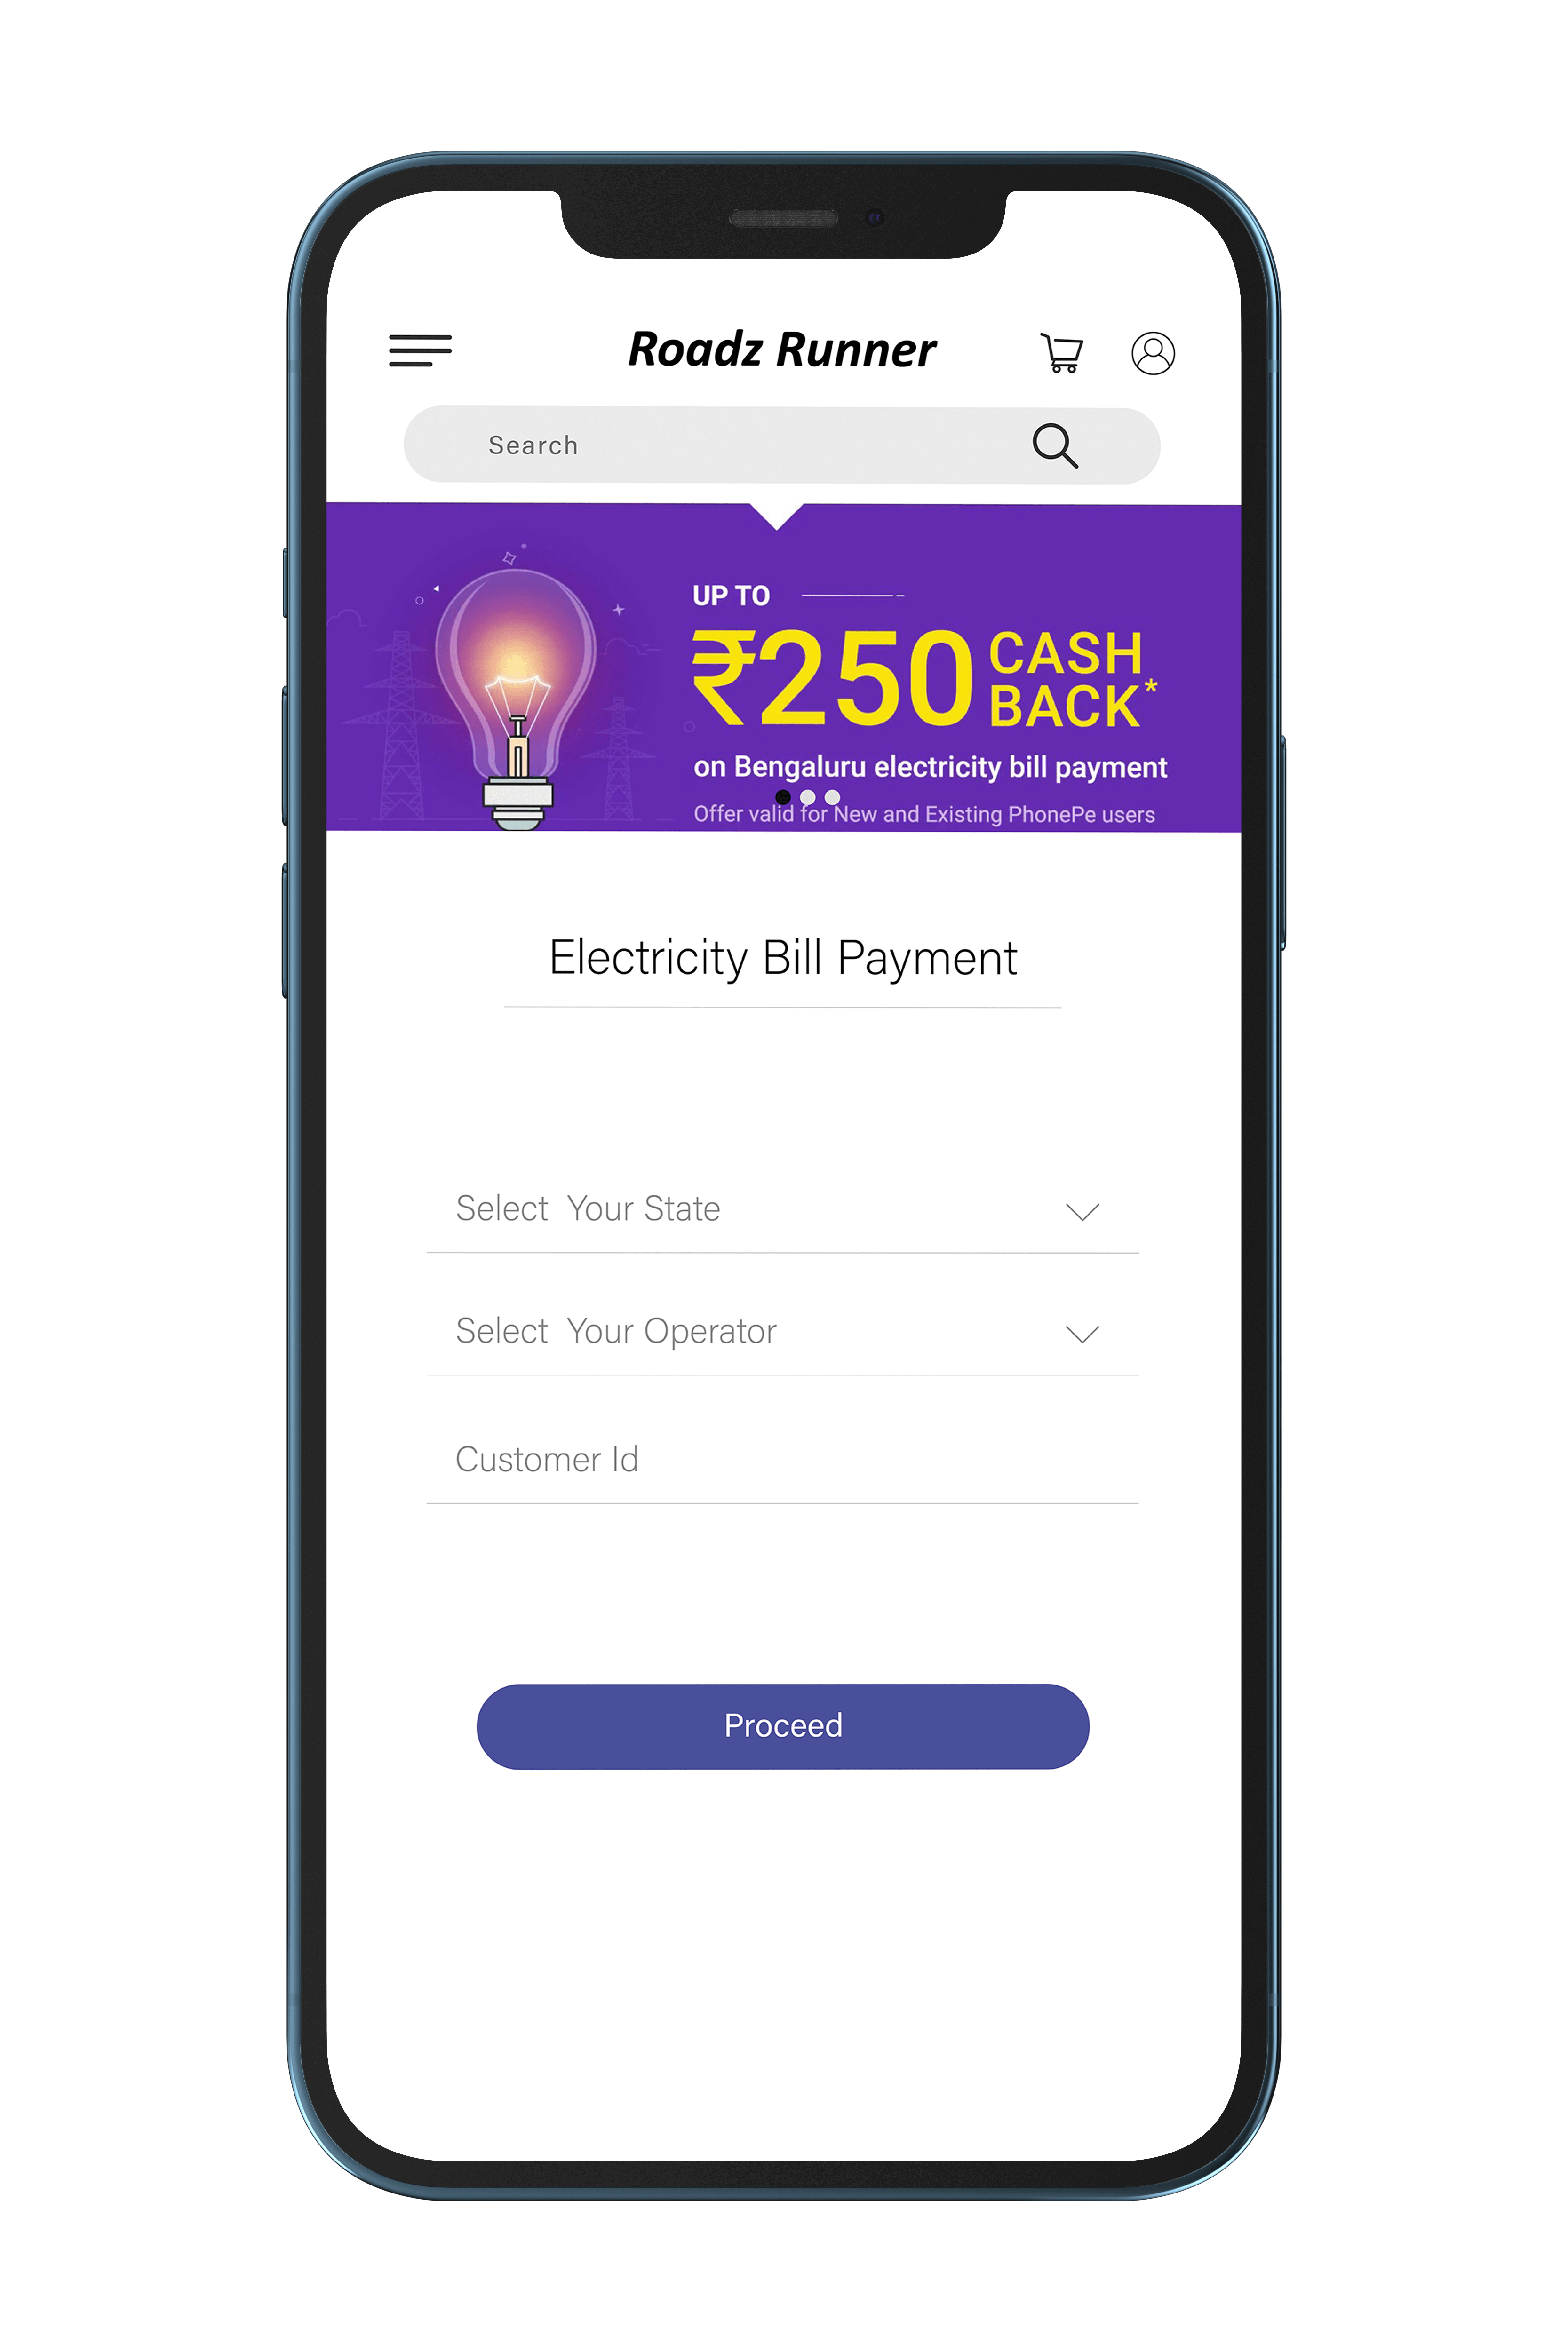 Roadz Runner
Search
UP TO
₹250 CASH BACK*
on Bengaluru electricity bill payment
Offer valid for New and Existing PhonePe users
Electricity Bill Payment
Select Your State
Select Your Operator
Customer Id
Proceed